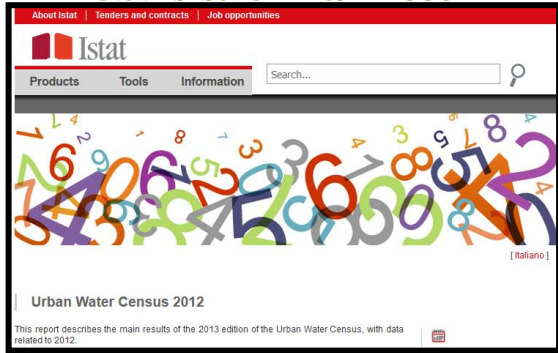 About Istat | Tenders and contracts | Job opportunities
Istat
Products Tools Information Search...
[ Italiano ]
Urban Water Census 2012
This report describes the main results of the 2013 edition of the Urban Water Census, with data
related to 2012.